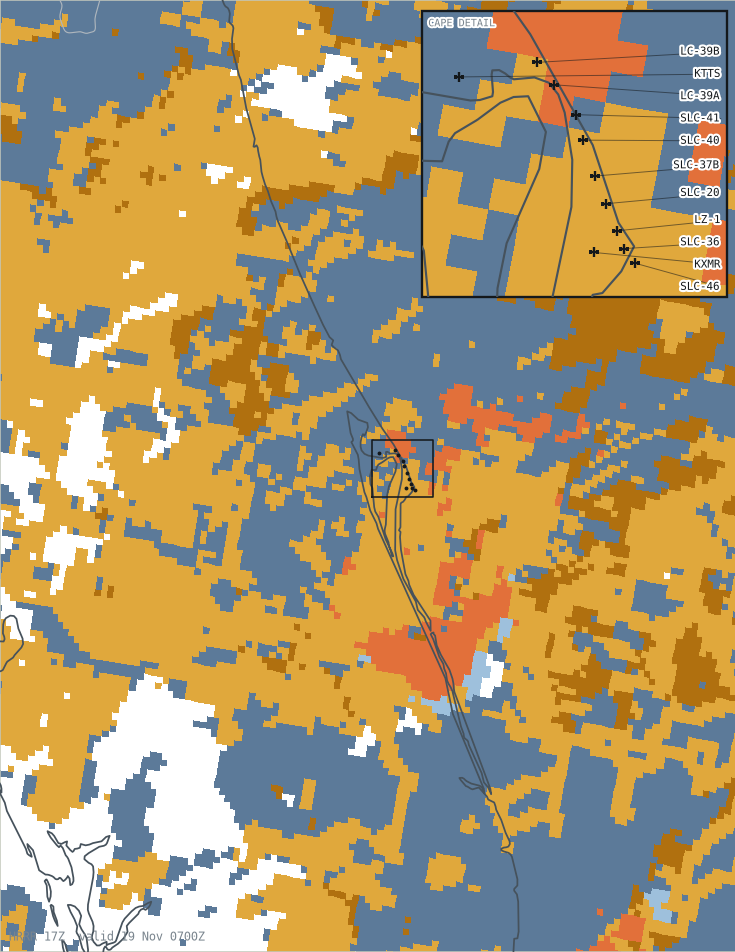 CAPE DETAIL
LC-39B
KTTS
LC-39A
SLC-41
SLC-40
SLC-37B
SLC-20
LZ-1
SLC-36
KXMR
SLC-46
17Z, valid 19 Nov 0700Z